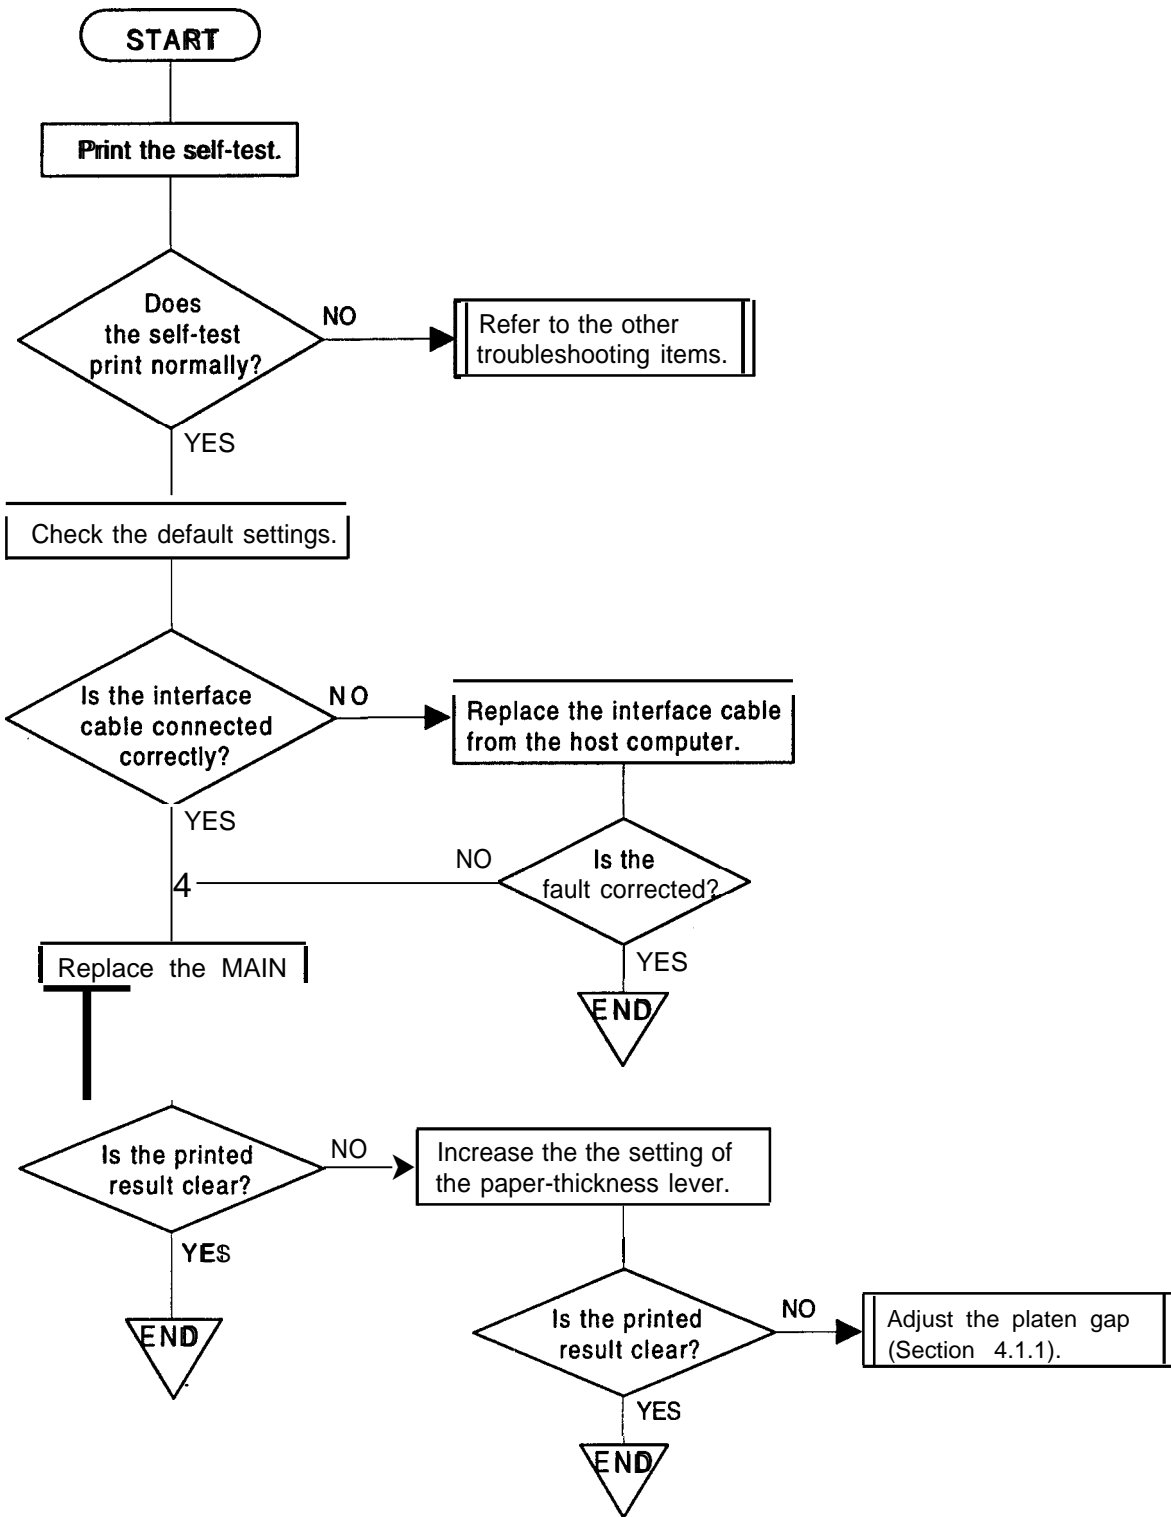 START
Print the self-test.
Does
the self-test
print normally?
NO
Refer to the other
troubleshooting items.
YES
Check the default settings.
Is the interface
cable connected
correctly?
NO
Replace the interface cable
from the host computer.
YES
NO
Is the
fault corrected?
4
YES
Replace the MAIN
END
Is the printed
result clear?
NO
Increase the the setting of
the paper-thickness lever.
YES
END
Is the printed
result clear?
NO
Adjust the platen gap
(Section 4.1.1).
YES
END